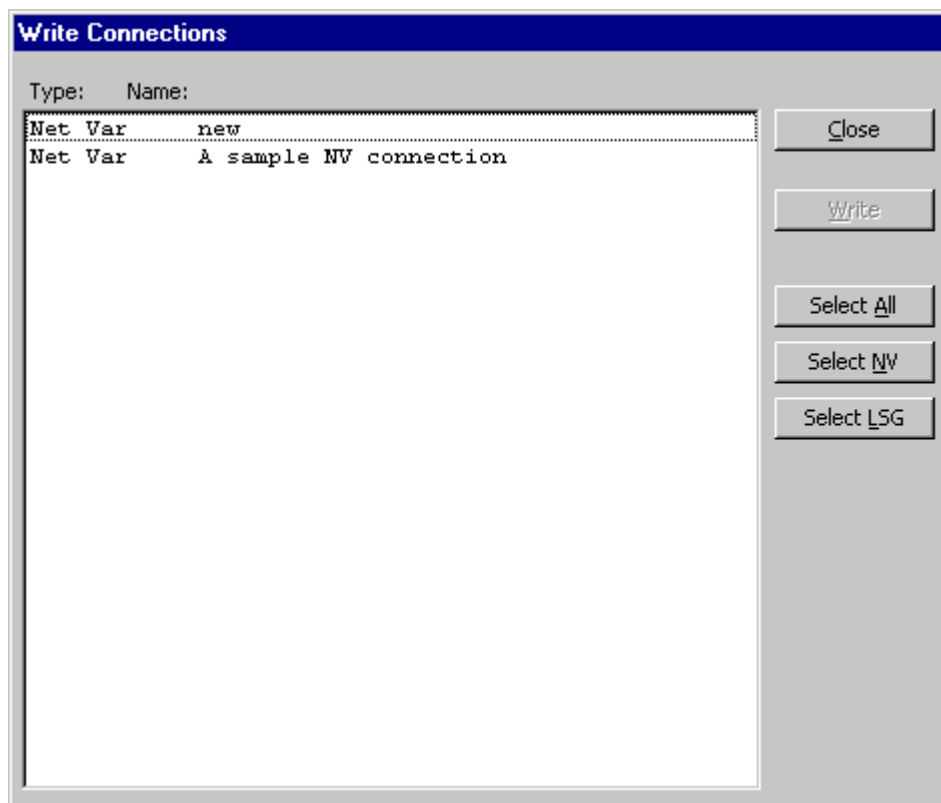 Write Connections
Type: Name:
Net Var new
Net Var A sample NV connection
Close
Write
Select All
Select NV
Select LSG